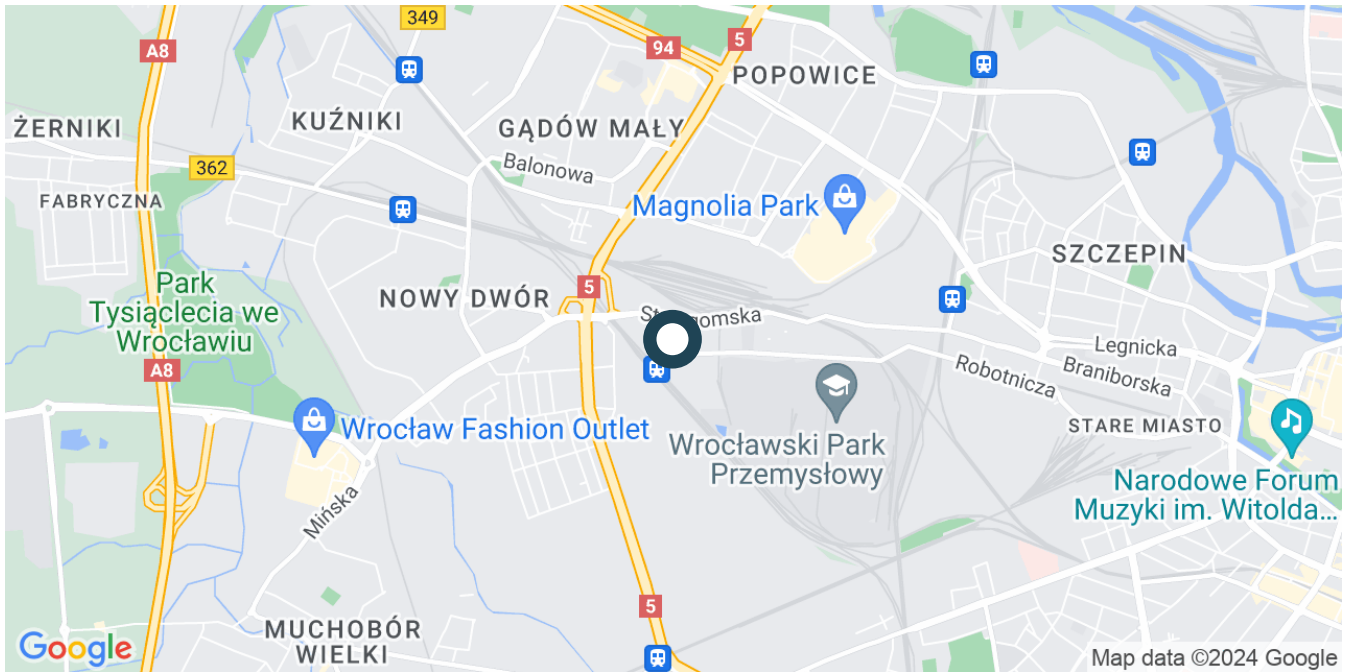 349
A8
94
5
POPOWICE
ŻERNIKI
KUŹNIKI
GĄDÓW MAŁY
362
Balonowa
FABRYCZNA
Magnolia Park
SZCZEPIN
Park
Tysiąclecia we
Wrocławiu
NOWY DWÓR
5
Legnicka
Braniborska
Robotnicza
A8
STARE MIASTO
Wrocław Fashion Outlet
Wrocławski Park
Przemysłowy
Narodowe Forum
Muzyki im. Witolda...
Mińska
5
MUCHOBÓR
WIELKI
Google
Map data ©2024 Google